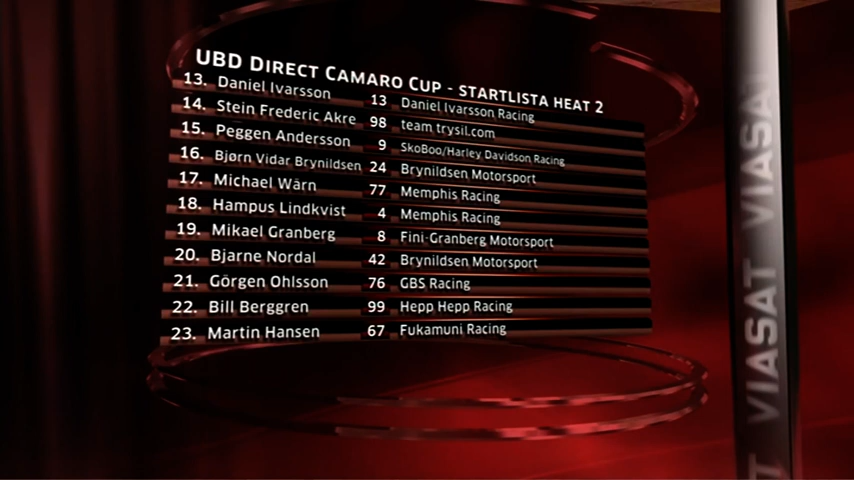 UBD DIRECT CAMARO CUP - STARTLISTA HEAT 2
13. Daniel Ivarsson 13 Daniel Ivarsson Racing
14. Stein Frederic Akre 98 team.trysil.com
15. Peggen Andersson 9 SkoBoo/Harley Davidson Racing
16. Bjørn Vidar Brynildsen 24 Brynildsen Motorsport
17. Michael Wärn 77 Memphis Racing
18. Hampus Lindkvist 4 Memphis Racing
19. Mikael Granberg 8 Fini-Granberg Motorsport
20. Bjarne Nordal 42 Brynildsen Motorsport
21. Görgen Ohlsson 76 GBS Racing
22. Bill Berggren 99 Hepp Hepp Racing
23. Martin Hansen 67 Fukamuni Racing
VIASAT VIASAT